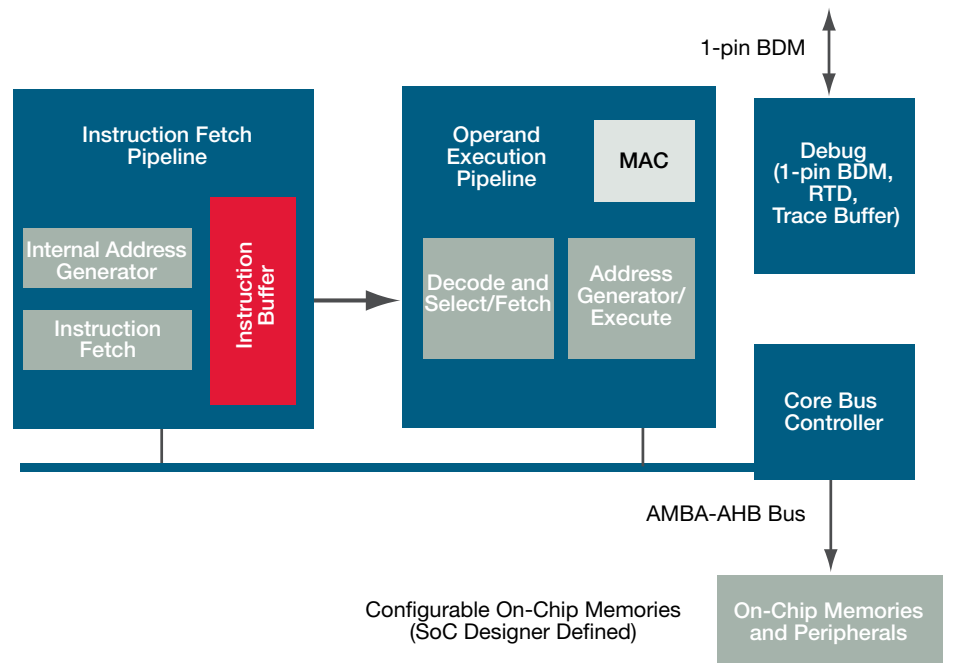 1-pin BDM
Instruction Fetch
Pipeline
Internal Address
Generator
Instruction
Fetch
Instruction
Buffer
Operand
Execution
Pipeline
MAC
Decode and
Select/Fetch
Address
Generator/
Execute
Debug
(1-pin BDM,
RTD,
Trace Buffer)
Core Bus
Controller
AMBA-AHB Bus
Configurable On-Chip Memories
(SoC Designer Defined)
On-Chip Memories
and Peripherals